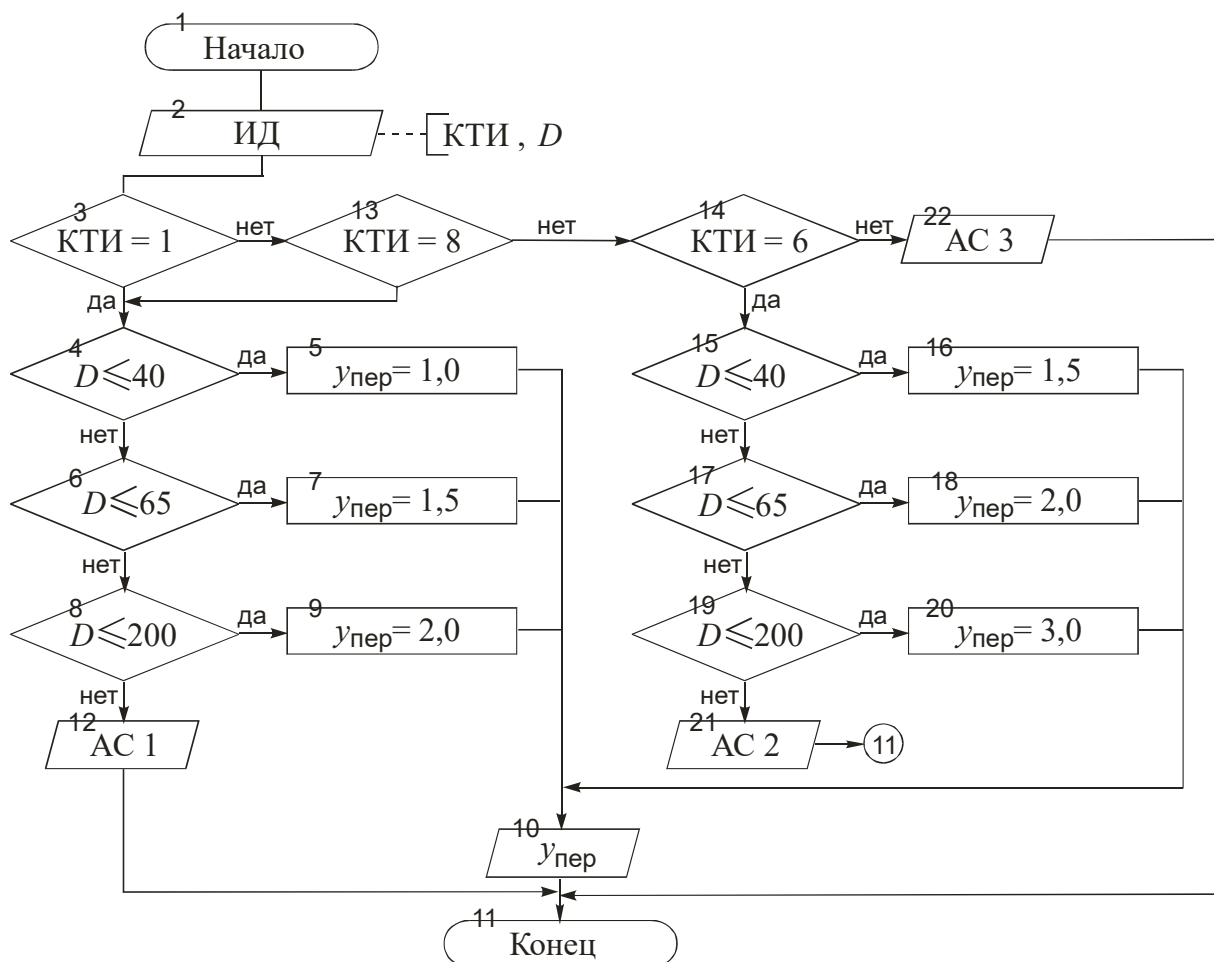 1
Начало
2
ИД
КТИ , D
3
КТИ = 1
нет
13
КТИ = 8
нет
14
КТИ = 6
нет
22
АС 3
да
да
4
D⩽40
да
5
yпер= 1,0
15
D⩽40
да
16
yпер= 1,5
нет
нет
6
D⩽65
да
7
yпер= 1,5
17
D⩽65
да
18
yпер= 2,0
нет
нет
8
D⩽200
да
9
yпер= 2,0
19
D⩽200
да
20
yпер= 3,0
нет
нет
12
АС 1
21
АС 2
11
10
yпер
11
Конец